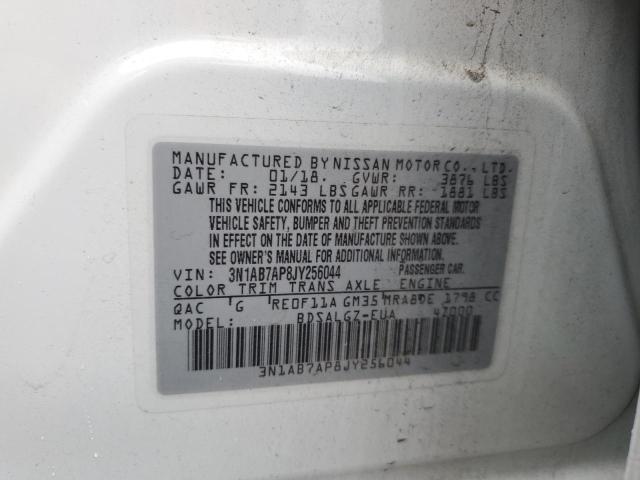 MANUFACTURED BY NISSAN MOTOR CO., LTD.
DATE: 01/18. GVWR: 3876 LBS
GAWR FR: 2143 LBS GAWR RR: 1881 LBS
THIS VEHICLE CONFORMS TO ALL APPLICABLE FEDERAL MOTOR
VEHICLE SAFETY, BUMPER AND THEFT PREVENTION STANDARDS
IN EFFECT ON THE DATE OF MANUFACTURE SHOWN ABOVE.
SEE OWNER'S MANUAL FOR ADDITIONAL INFORMATION.
VIN: 3N1AB7AP8JY256044 PASSENGER CAR.
COLOR TRIM TRANS AXLE ENGINE
QAC G RE0F11A GM35 MRA8DE 1798 CC
MODEL: BDSALGZ-EUA 4Z000
3N1AB7AP8JY256044